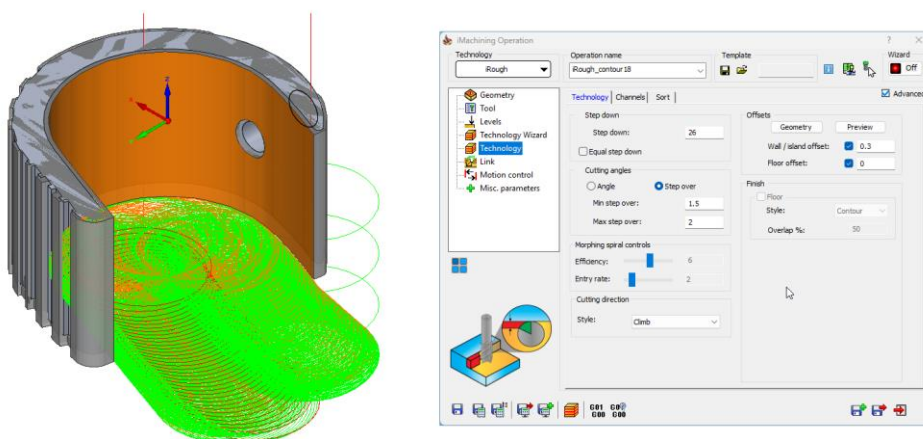 iMachining Operation
? ×
Technology
iRough
Operation name
iRough_contour18
Template
Wizard
Off
Geometry
Tool
Levels
Technology Wizard
Technology
Link
Motion control
Misc. parameters
Technology Channels Sort
Advanced
Step down
Step down: 26
Equal step down
Cutting angles
Angle Step over
Min step over: 1.5
Max step over: 2
Morphing spiral controls
Efficiency: 6
Entry rate: 2
Cutting direction
Style: Climb
Offsets
Geometry Preview
Wall / island offset: 0.3
Floor offset: 0
Finish
Floor
Style: Contour
Overlap %: 50
G01 G0
G00 G00
Z